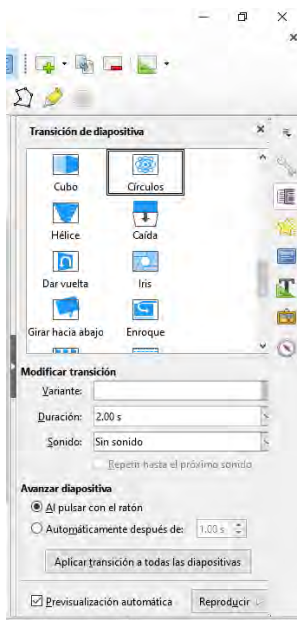 Transición de diapositiva
Cubo
Círculos
Hélice
Caída
Dar vuelta
Iris
Girar hacia abajo
Enroque
Modificar transición
Variante:
Duración: 2.00 s
Sonido: Sin sonido
Repetir hasta el próximo sonido
Avanzar diapositiva
Al pulsar con el ratón
Automáticamente después de: 1.00 s
Aplicar transición a todas las diapositivas
Previsualización automática
Reproducir